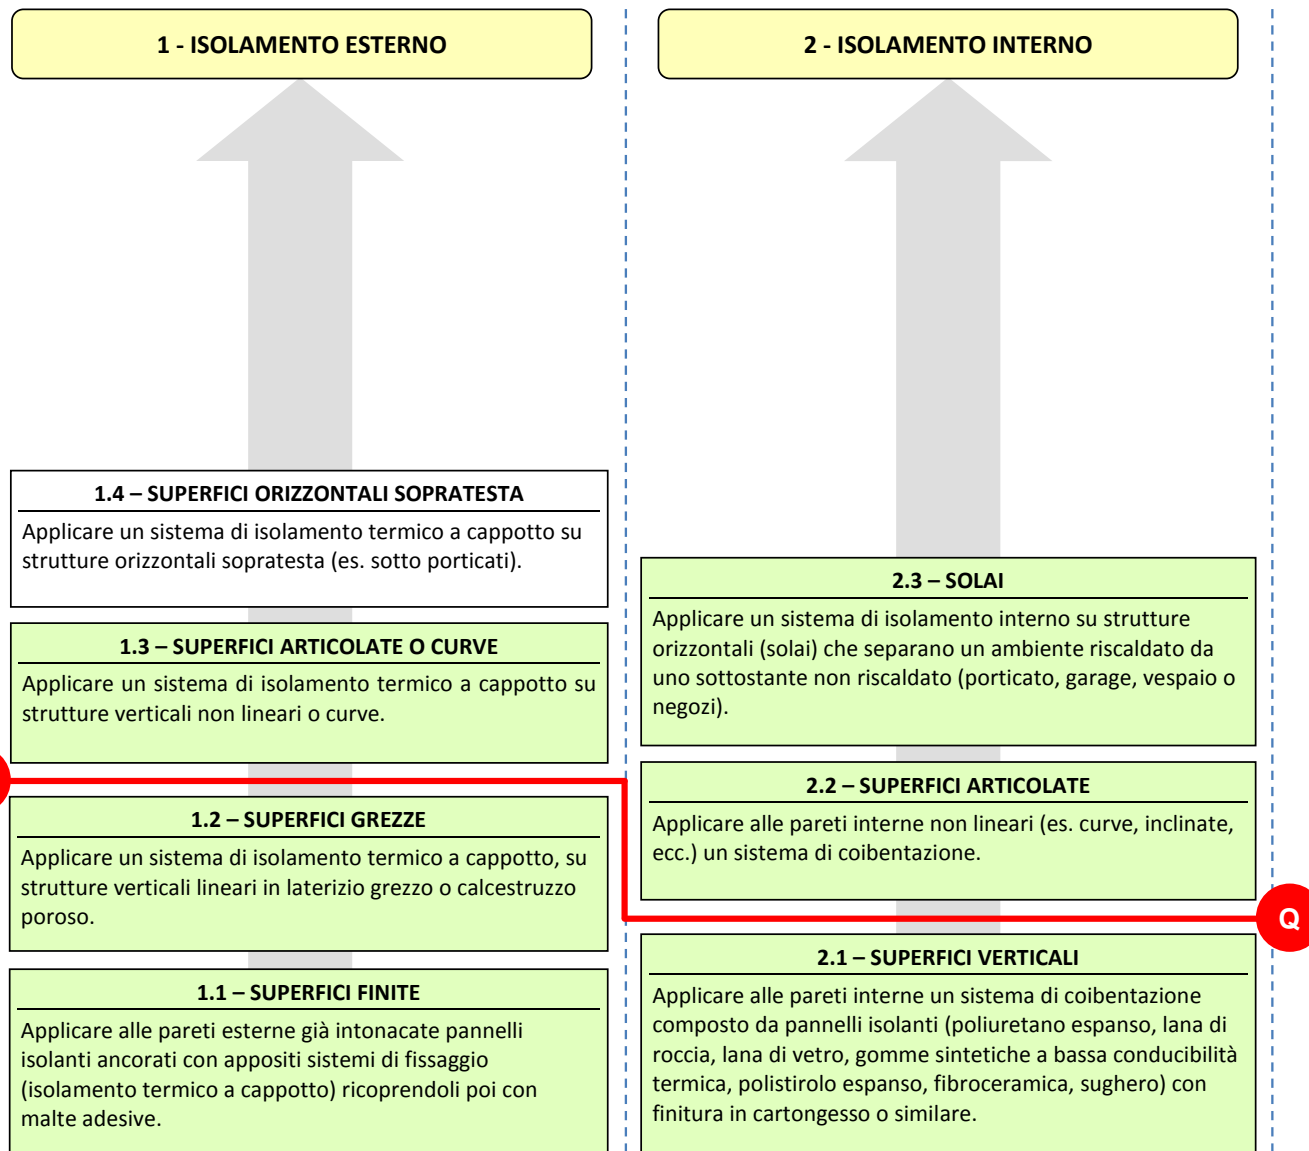 1 - ISOLAMENTO ESTERNO
1.4 – SUPERFICI ORIZZONTALI SOPRATESTA
Applicare un sistema di isolamento termico a cappotto su
strutture orizzontali sopratesta (es. sotto porticati).
1.3 – SUPERFICI ARTICOLATE O CURVE
Applicare un sistema di isolamento termico a cappotto su
strutture verticali non lineari o curve.
1.2 – SUPERFICI GREZZE
Applicare un sistema di isolamento termico a cappotto, su
strutture verticali lineari in laterizio grezzo o calcestruzzo
poroso.
1.1 – SUPERFICI FINITE
Applicare alle pareti esterne già intonacate pannelli
isolanti ancorati con appositi sistemi di fissaggio
(isolamento termico a cappotto) ricoprendoli poi con
malte adesive.
2 - ISOLAMENTO INTERNO
2.3 – SOLAI
Applicare un sistema di isolamento interno su strutture
orizzontali (solai) che separano un ambiente riscaldato da
uno sottostante non riscaldato (porticato, garage, vespaio o
negozi).
2.2 – SUPERFICI ARTICOLATE
Applicare alle pareti interne non lineari (es. curve, inclinate,
ecc.) un sistema di coibentazione.
Q
2.1 – SUPERFICI VERTICALI
Applicare alle pareti interne un sistema di coibentazione
composto da pannelli isolanti (poliuretano espanso, lana di
roccia, lana di vetro, gomme sintetiche a bassa conducibilità
termica, polistirolo espanso, fibroceramica, sughero) con
finitura in cartongesso o similare.